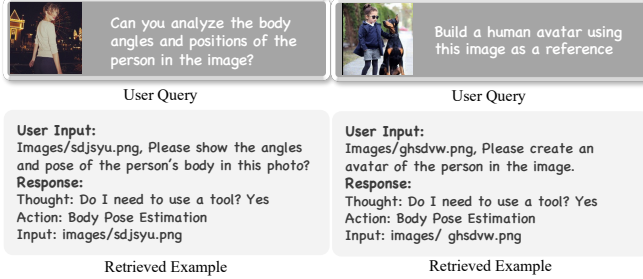 Can you analyze the body
angles and positions of the
person in the image?
User Query
User Input:
Images/sdjsyu.png, Please show the angles
and pose of the person's body in this photo?
Response:
Thought: Do I need to use a tool? Yes
Action: Body Pose Estimation
Input: images/sdjsyu.png
Retrieved Example
Build a human avatar using
this image as a reference
User Query
User Input:
Images/ghsdvw.png, Please create an
avatar of the person in the image.
Response:
Thought: Do I need to use a tool? Yes
Action: Body Pose Estimation
Input: images/ ghsdvw.png
Retrieved Example